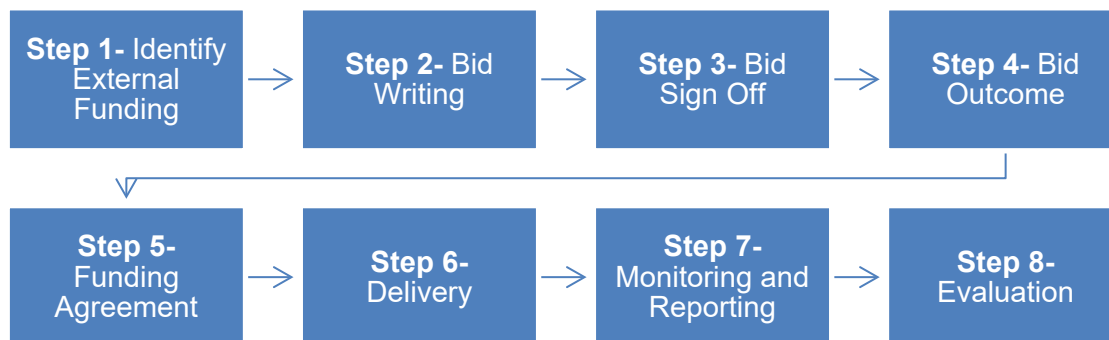 Step 1- Identify
External
Funding
Step 2- Bid
Writing
Step 3- Bid
Sign Off
Step 4- Bid
Outcome
Step 5-
Funding
Agreement
Step 6-
Delivery
Step 7-
Monitoring and
Reporting
Step 8-
Evaluation